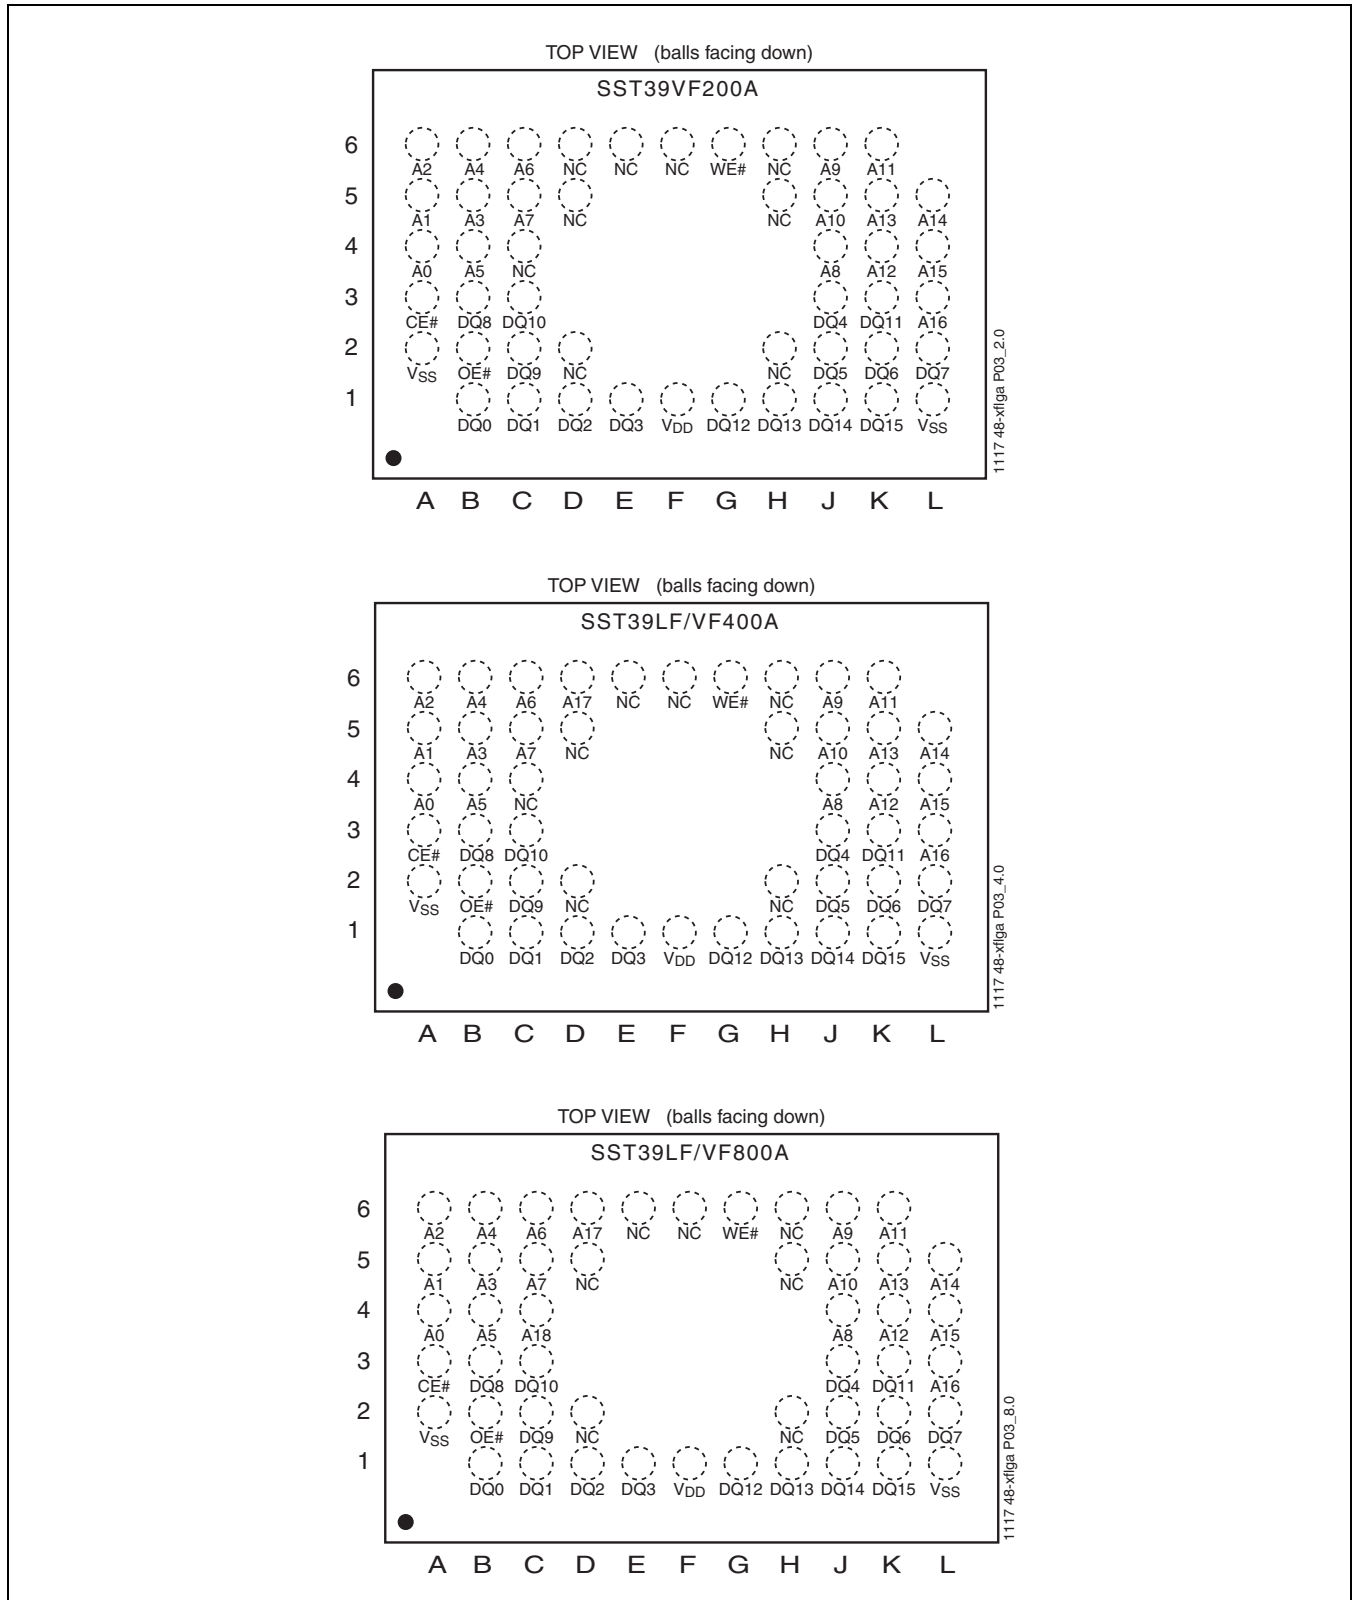 TOP VIEW (balls facing down)
SST39VF200A
6
A2 A4 A6 NC NC NC WE# NC A9 A11
5
A1 A3 A7 NC NC A10 A13 A14
4
A0 A5 NC A8 A12 A15
3
CE# DQ8 DQ10 DQ4 DQ11 A16
2
VSS OE# DQ9 NC NC DQ5 DQ6 DQ7
1
DQ0 DQ1 DQ2 DQ3 VDD DQ12 DQ13 DQ14 DQ15 VSS
1117 48-xflga P03_2.0
A B C D E F G H J K L
TOP VIEW (balls facing down)
SST39LF/VF400A
6
A2 A4 A6 A17 NC NC WE# NC A9 A11
5
A1 A3 A7 NC NC A10 A13 A14
4
A0 A5 NC A8 A12 A15
3
CE# DQ8 DQ10 DQ4 DQ11 A16
2
VSS OE# DQ9 NC NC DQ5 DQ6 DQ7
1
DQ0 DQ1 DQ2 DQ3 VDD DQ12 DQ13 DQ14 DQ15 VSS
1117 48-xflga P03_4.0
A B C D E F G H J K L
TOP VIEW (balls facing down)
SST39LF/VF800A
6
A2 A4 A6 A17 NC NC WE# NC A9 A11
5
A1 A3 A7 NC NC A10 A13 A14
4
A0 A5 A18 A8 A12 A15
3
CE# DQ8 DQ10 DQ4 DQ11 A16
2
VSS OE# DQ9 NC NC DQ5 DQ6 DQ7
1
DQ0 DQ1 DQ2 DQ3 VDD DQ12 DQ13 DQ14 DQ15 VSS
1117 48-xflga P03_8.0
A B C D E F G H J K L